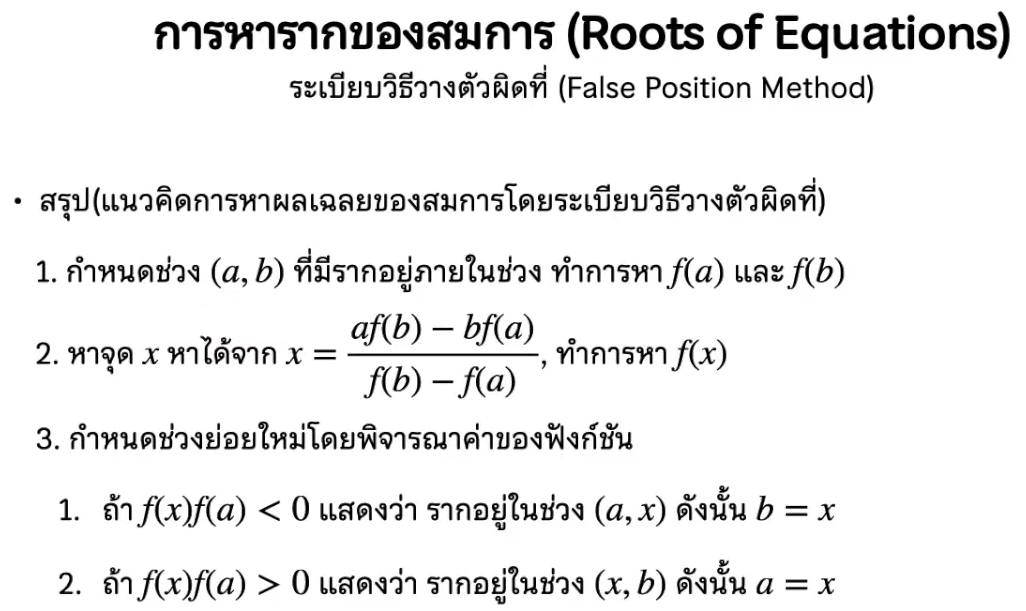 การหารากของสมการ (Roots of Equations)
ระเบียบวิธีวางตัวผิดที่ (False Position Method)
• สรุป(แนวคิดการหาผลเฉลยของสมการโดยระเบียบวิธีวางตัวผิดที่)
1. กำหนดช่วง (a, b) ที่มีรากอยู่ภายในช่วง ทำการหา f(a) และ f(b)
2. หาจุด x หาได้จาก x = \frac{af(b) − bf(a)}{f(b) − f(a)}, ทำการหา f(x)
3. กำหนดช่วงย่อยใหม่โดยพิจารณาค่าของฟังก์ชัน
1. ถ้า f(x)f(a) < 0 แสดงว่า รากอยู่ในช่วง (a, x) ดังนั้น b = x
2. ถ้า f(x)f(a) > 0 แสดงว่า รากอยู่ในช่วง (x, b) ดังนั้น a = x